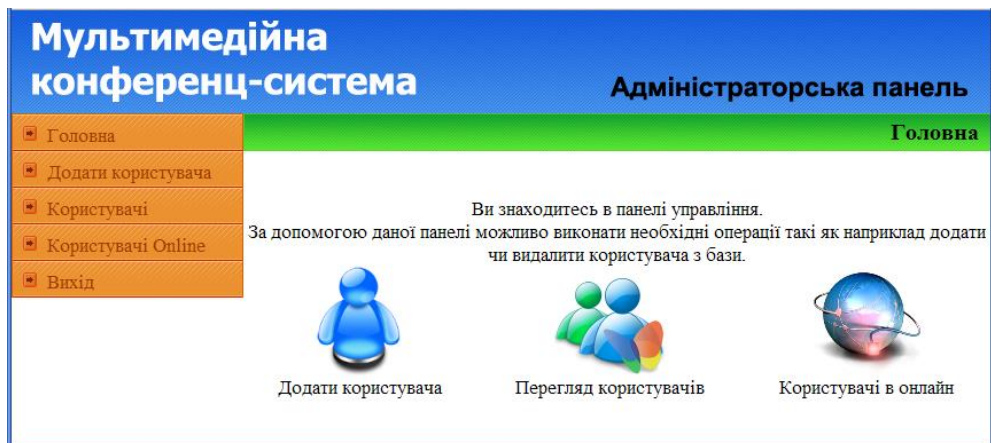 Мультимедійна
конференц-система
Адміністраторська панель
Головна
Головна
Додати користувача
Користувачі
Користувачі Online
Вихід
Ви знаходитесь в панелі управління.
За допомогою даної панелі можливо виконати необхідні операції такі як наприклад додати
чи видалити користувача з бази.
Додати користувача
Перегляд користувачів
Користувачі в онлайн